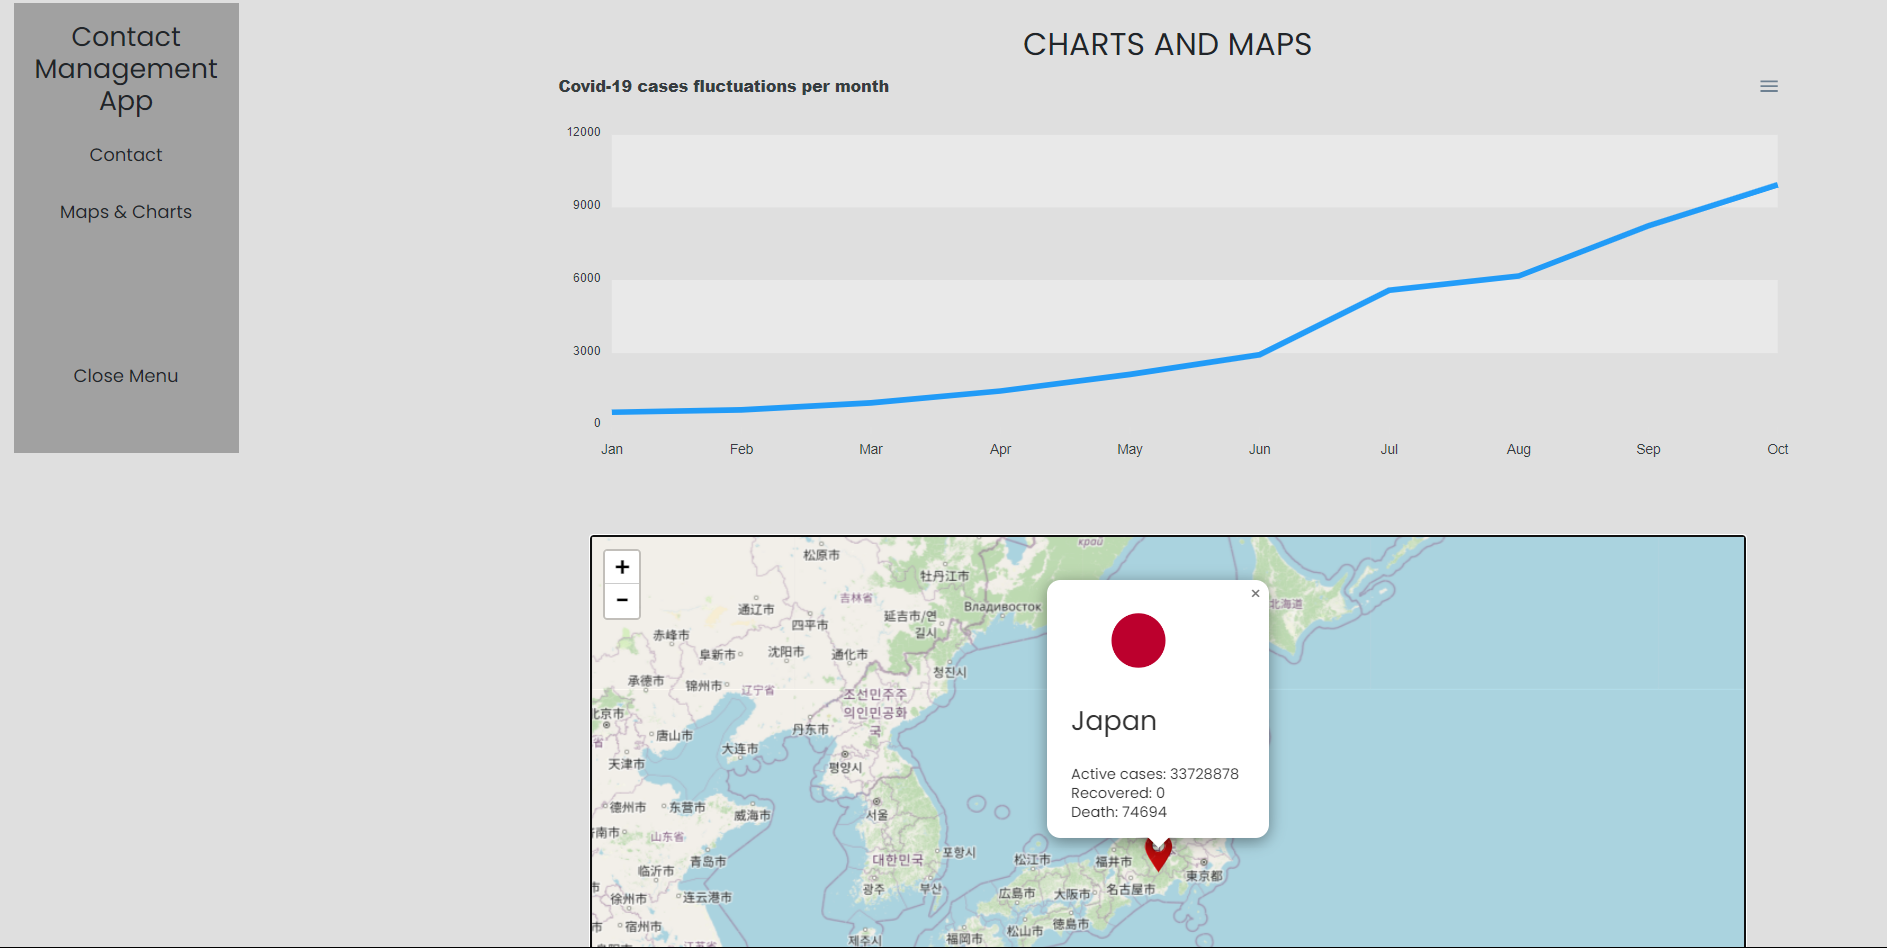 Contact
Management
App
Contact
Maps & Charts
Close Menu
CHARTS AND MAPS
Covid-19 cases fluctuations per month
12000
9000
6000
3000
0
Jan
Feb
Mar
Apr
May
Jun
Jul
Aug
Sep
Oct
+
−
край
松原市
牡丹江市
吉林省
通辽市
四平市
延吉市/연
길시
Владивосток
北海道
赤峰市
阜新市
沈阳市
通化市
청진시
承德市
锦州市
辽宁省
조선민주주
의인민공화
국
北京市
唐山市
丹东市
大连市
天津市
평양시
德州市
东营市
威海市
서울
济南市
山东省
青岛市
대한민국
포항시
临沂市
광주
부산
徐州市
连云港市
宿州市
제주시
松江市
福井市
東京都
広島市
大阪市
名古屋市
徳島市
松山市
福岡市
×
Japan
Active cases: 33728878
Recovered: 0
Death: 74694